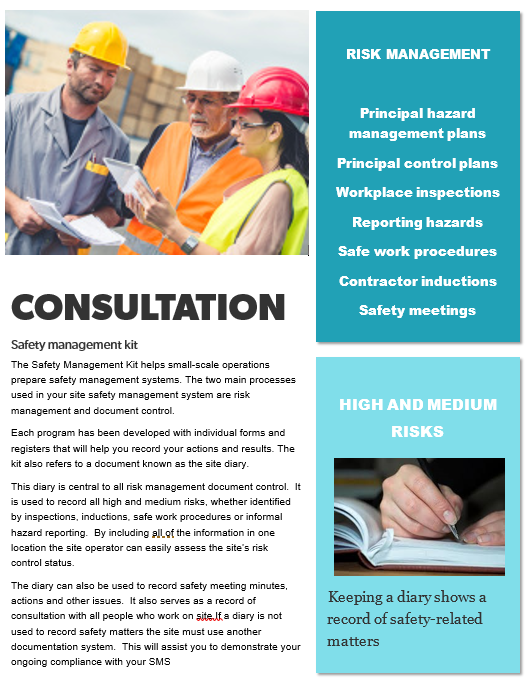 CONSULTATION
Safety management kit
The Safety Management Kit helps small-scale operations
prepare safety management systems. The two main processes
used in your site safety management system are risk
management and document control.
Each program has been developed with individual forms and
registers that will help you record your actions and results. The
kit also refers to a document known as the site diary.
This diary is central to all risk management document control.  It
is used to record all high and medium risks, whether identified
by inspections, inductions, safe work procedures or informal
hazard reporting.  By including all of the information in one
location the site operator can easily assess the site's risk
control status.
The diary can also be used to record safety meeting minutes,
actions and other issues.  It also serves as a record of
consultation with all people who work on site.If a diary is not
used to record safety matters the site must use another
documentation system.  This will assist you to demonstrate your
ongoing compliance with your SMS
RISK MANAGEMENT
Principal hazard
management plans
Principal control plans
Workplace inspections
Reporting hazards
Safe work procedures
Contractor inductions
Safety meetings
HIGH AND MEDIUM
RISKS
Keeping a diary shows a
record of safety-related
matters